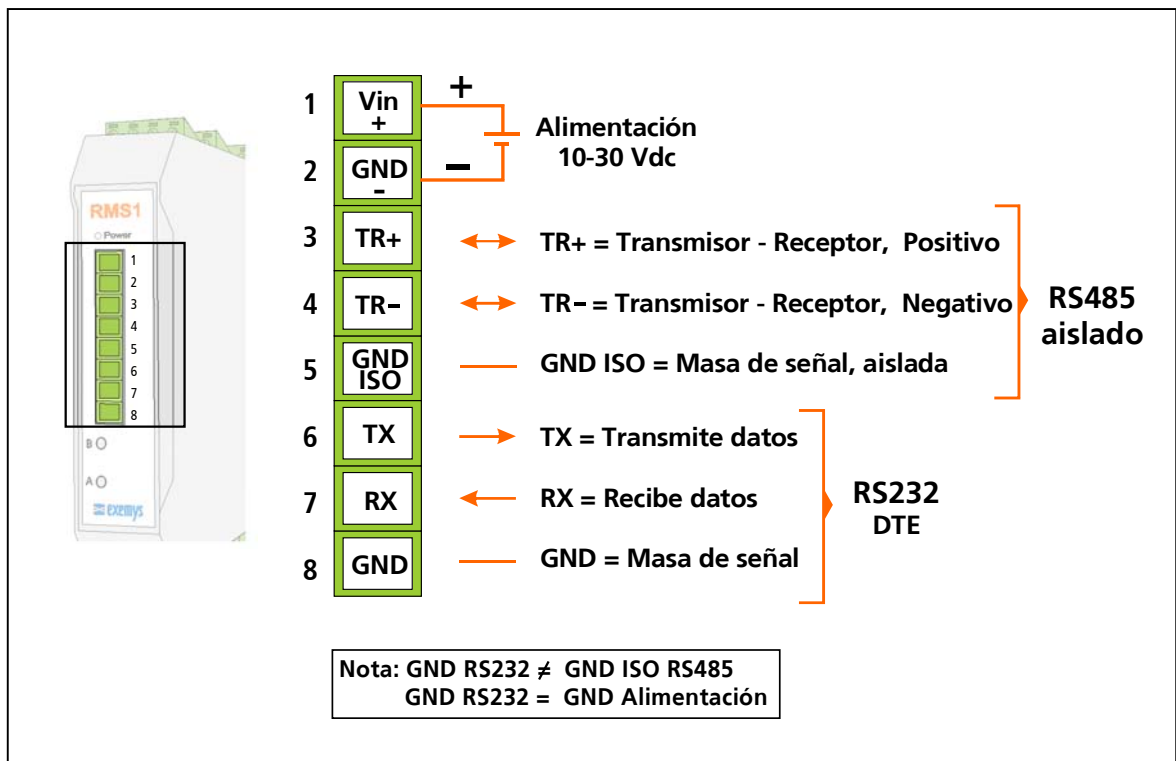 RMS1
Power
1
2
3
4
5
6
7
8
B
A
EXEMYS
1 Vin + +
Alimentación
10-30 Vdc
2 GND - −
3 TR+ TR+ = Transmisor - Receptor, Positivo
4 TR− TR− = Transmisor - Receptor, Negativo
5 GND ISO GND ISO = Masa de señal, aislada
RS485
aislado
6 TX TX = Transmite datos
7 RX RX = Recibe datos
8 GND GND = Masa de señal
RS232
DTE
Nota: GND RS232 ≠ GND ISO RS485
GND RS232 = GND Alimentación